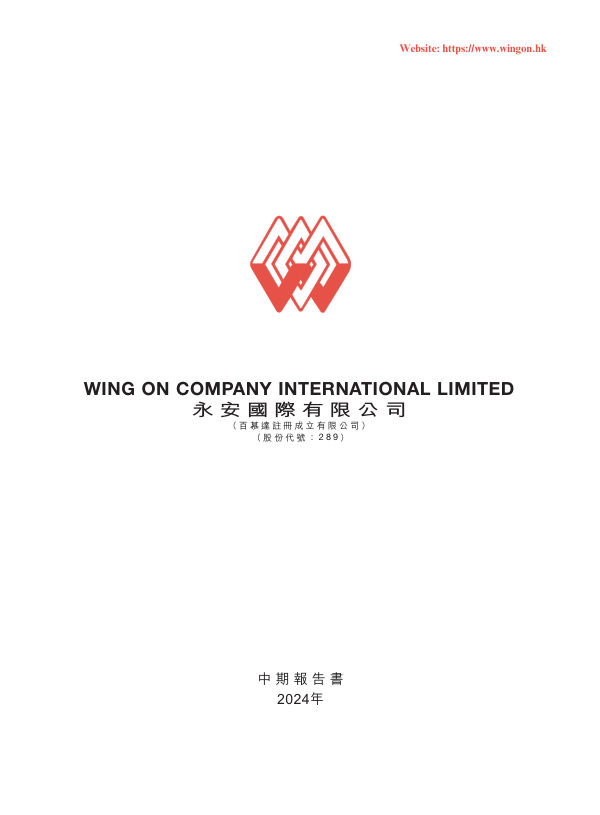 Website: https://www.wingon.hk
WING ON COMPANY INTERNATIONAL LIMITED
永安國際有限公司
（百慕達註冊成立有限公司）
（股份代號：289）
中期報告書
2024年